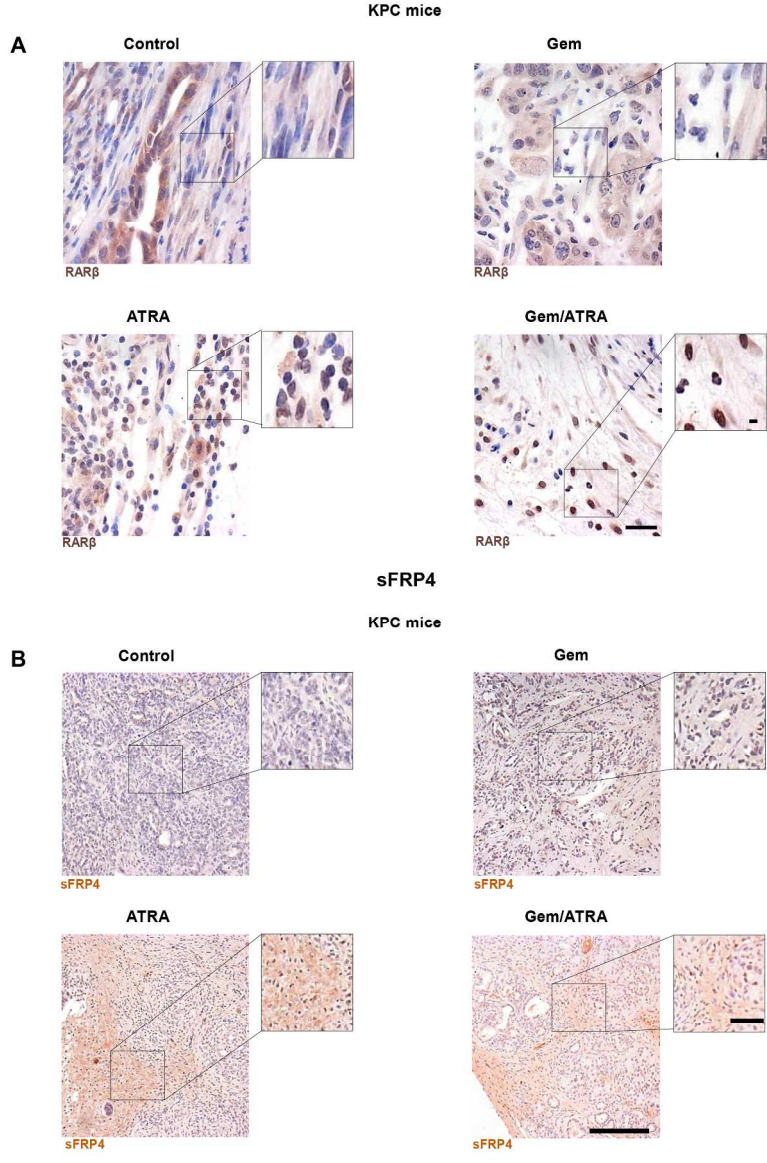 KPC mice
A
Control
Gem
RARβ
RARβ
ATRA
Gem/ATRA
RARβ
RARβ
sFRP4
KPC mice
B
Control
Gem
sFRP4
sFRP4
ATRA
Gem/ATRA
sFRP4
sFRP4